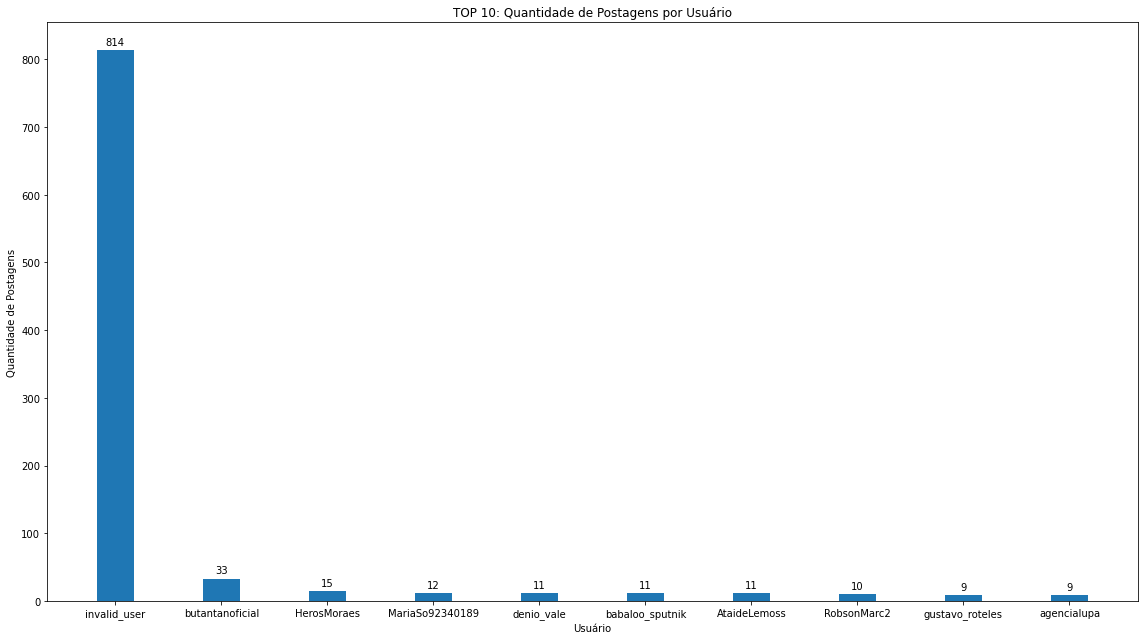 TOP 10: Quantidade de Postagens por Usuário
Quantidade de Postagens
800
700
600
500
400
300
200
100
0
814
33
15
12
11
11
11
10
9
9
invalid_user
butantanoficial
HerosMoraes
MariaSo92340189
denio_vale
babaloo_sputnik
AtaideLemoss
RobsonMarc2
gustavo_roteles
agencialupa
Usuário